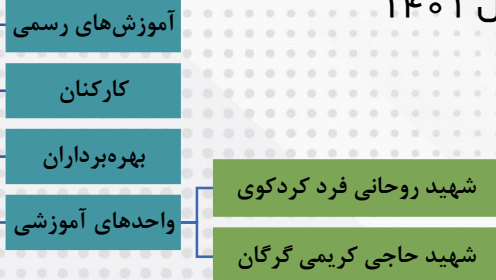 ۱۴۰۱
آموزش‌های رسمی
کارکنان
بهره‌برداران
واحدهای آموزشی
شهید روحانی فرد کردکوی
شهید حاجی کریمی گرگان